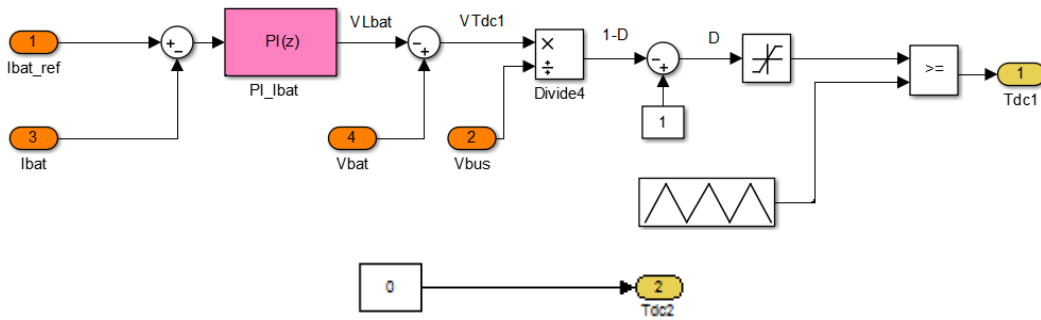 VLbat
VTdc1
1-D
D
1
Ibat_ref
+
-
PI(z)
PI_Ibat
-
+
×
÷
Divide4
-
+
>=
1
Tdc1
3
Ibat
4
Vbat
2
Vbus
1
0
2
Tdc2